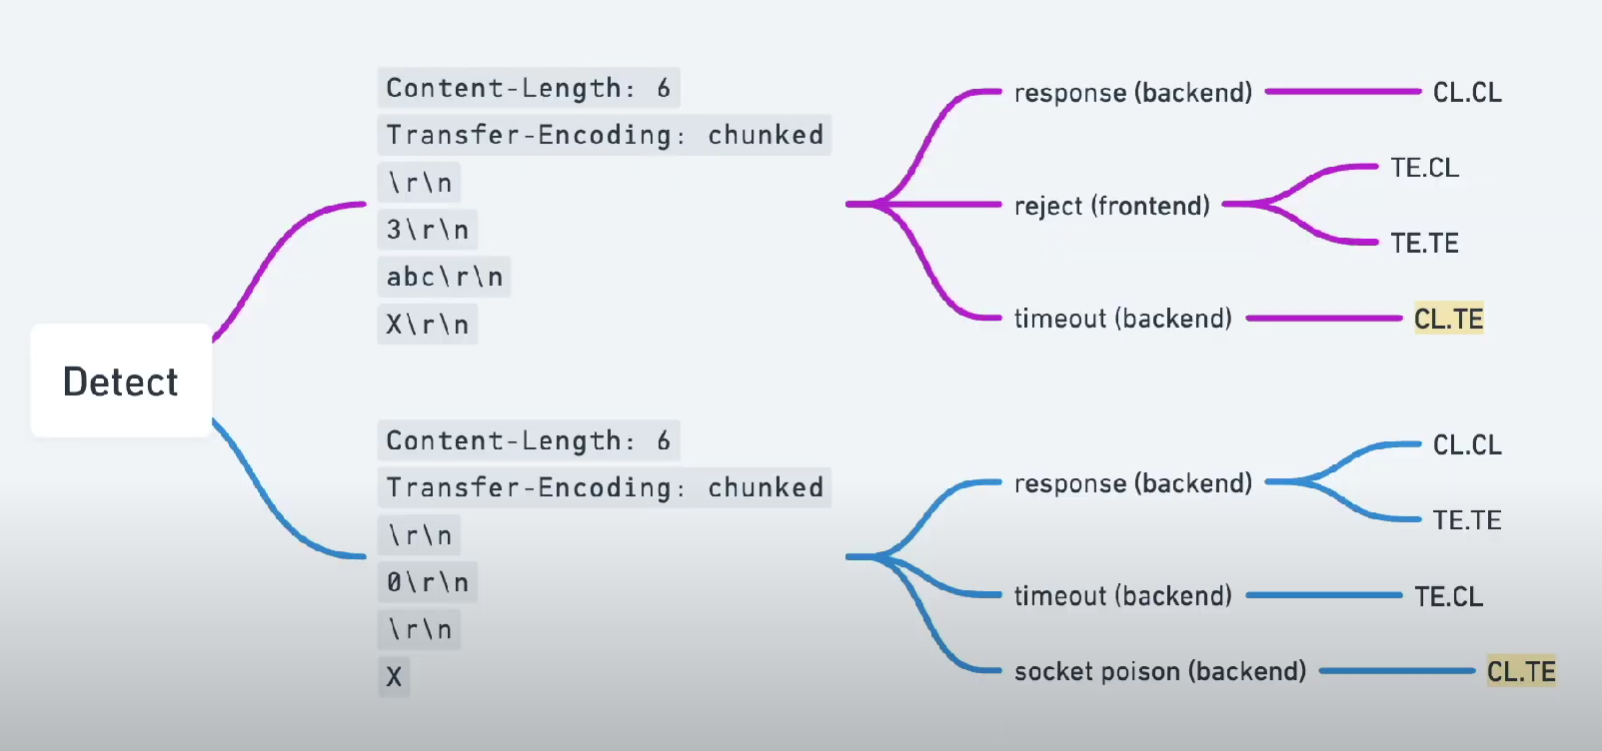 Detect
Content-Length: 6
Transfer-Encoding: chunked
\r\n
3\r\n
abc\r\n
X\r\n
response (backend)
CL.CL
reject (frontend)
TE.CL
TE.TE
timeout (backend)
CL.TE
Content-Length: 6
Transfer-Encoding: chunked
\r\n
0\r\n
\r\n
X
response (backend)
CL.CL
TE.TE
timeout (backend)
TE.CL
socket poison (backend)
CL.TE